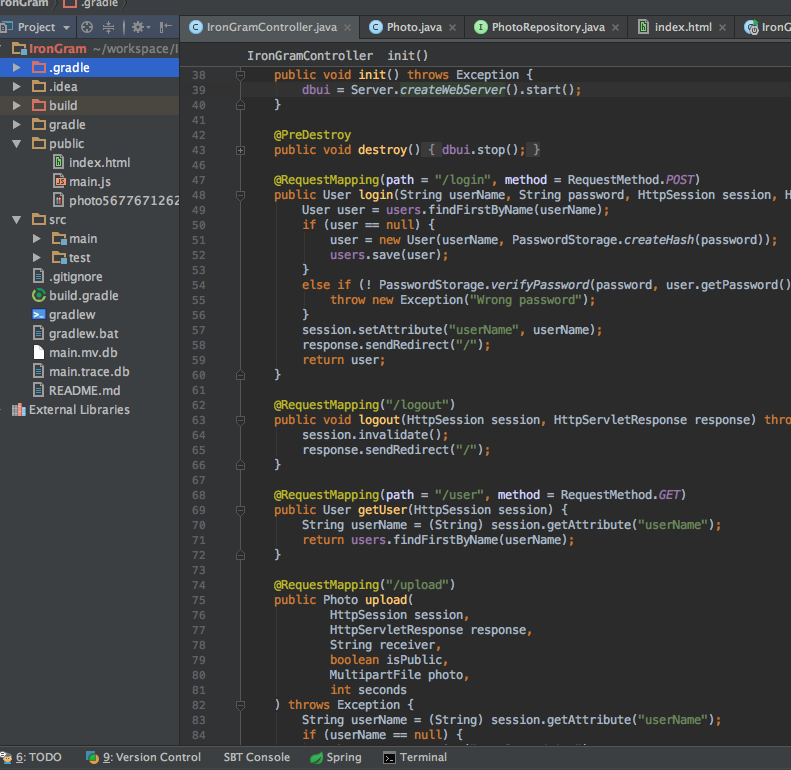 ronGram .gradle
Project IronGramController.java Photo.java PhotoRepository.java index.html IronG
IronGram ~/workspace/I
.gradle
.idea
build
gradle
public
index.html
main.js
photo5677671262
src
main
test
.gitignore
build.gradle
gradlew
gradlew.bat
main.mv.db
main.trace.db
README.md
External Libraries
IronGramController init()
38 public void init() throws Exception {
39 dbui = Server.createWebServer().start();
40 }
41
42 @PreDestroy
43 public void destroy() { dbui.stop(); }
46
47 @RequestMapping(path = "/login", method = RequestMethod.POST)
48 public User login(String userName, String password, HttpSession session, H
49 User user = users.findFirstByName(userName);
50 if (user == null) {
51 user = new User(userName, PasswordStorage.createHash(password));
52 users.save(user);
53 }
54 else if (! PasswordStorage.verifyPassword(password, user.getPassword()
55 throw new Exception("Wrong password");
56 }
57 session.setAttribute("userName", userName);
58 response.sendRedirect("/");
59 return user;
60 }
61
62 @RequestMapping("/logout")
63 public void logout(HttpSession session, HttpServletResponse response) thro
64 session.invalidate();
65 response.sendRedirect("/");
66 }
67
68 @RequestMapping(path = "/user", method = RequestMethod.GET)
69 public User getUser(HttpSession session) {
70 String userName = (String) session.getAttribute("userName");
71 return users.findFirstByName(userName);
72 }
73
74 @RequestMapping("/upload")
75 public Photo upload(
76 HttpSession session,
77 HttpServletResponse response,
78 String receiver,
79 boolean isPublic,
80 MultipartFile photo,
81 int seconds
82 ) throws Exception {
83 String userName = (String) session.getAttribute("userName");
84 if (userName == null) {
6: TODO 9: Version Control SBT Console Spring Terminal